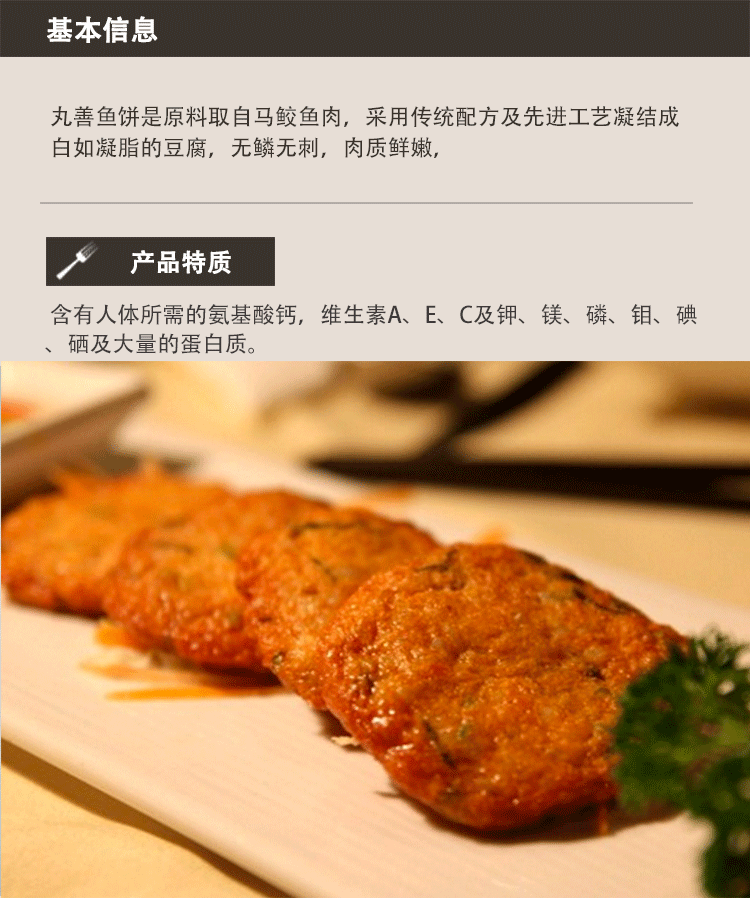 基本信息
丸善鱼饼是原料取自马鲛鱼肉，采用传统配方及先进工艺凝结成
白如凝脂的豆腐，无鳞无刺，肉质鲜嫩，
产品特质
含有人体所需的氨基酸钙，维生素A、E、C及钾、镁、磷、钼、碘
、硒及大量的蛋白质。